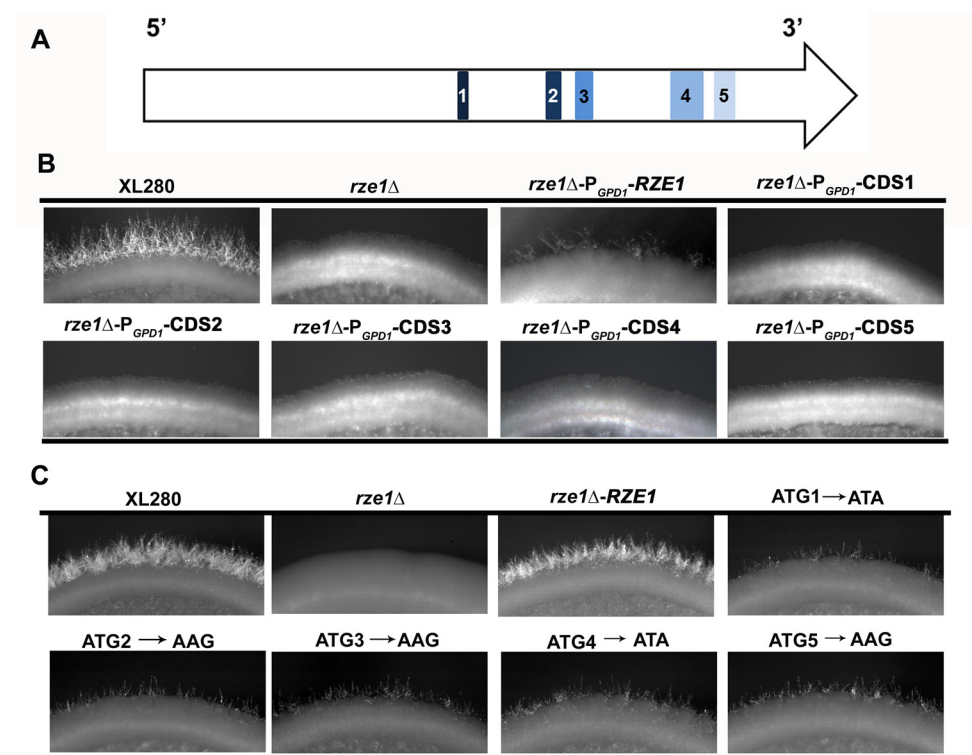 A
5’ 3’
1 2 3 4 5
B
XL280 rze1Δ rze1Δ-PGPD1-RZE1 rze1Δ-PGPD1-CDS1
rze1Δ-PGPD1-CDS2 rze1Δ-PGPD1-CDS3 rze1Δ-PGPD1-CDS4 rze1Δ-PGPD1-CDS5
C
XL280 rze1Δ rze1Δ-RZE1 ATG1→ATA
ATG2 → AAG ATG3 →AAG ATG4 → ATA ATG5 → AAG